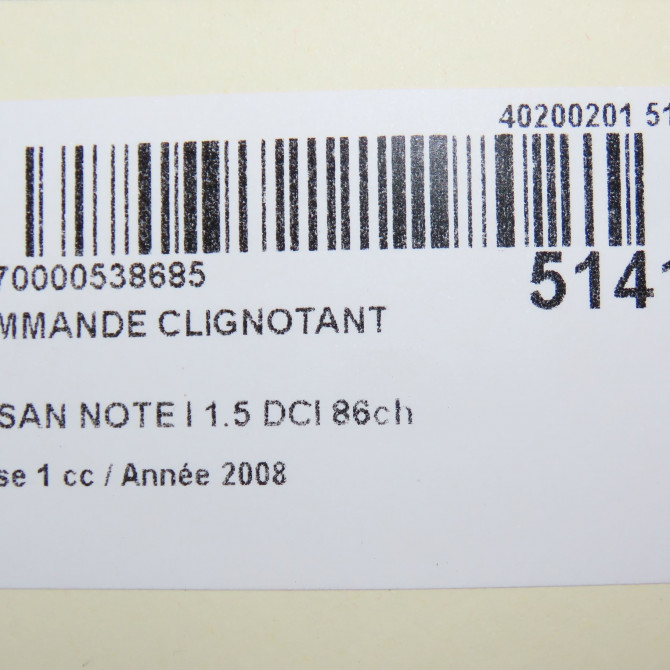 40200201 51
70000538685
5141
MMANDE CLIGNOTANT
SAN NOTE I 1.5 DCI 86ch
se 1 cc / Année 2008